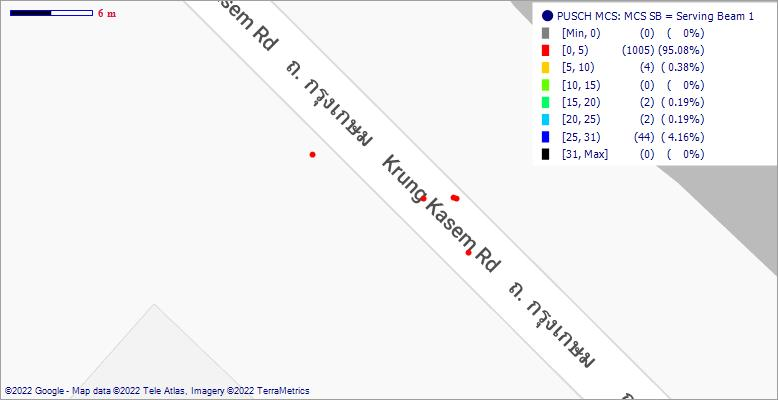 6 m
PUSCH MCS: MCS SB = Serving Beam 1
[Min, 0) (0) ( 0%)
[0, 5) (1005) (95.08%)
[5, 10) (4) ( 0.38%)
[10, 15) (0) ( 0%)
[15, 20) (2) ( 0.19%)
[20, 25) (2) ( 0.19%)
[25, 31) (44) ( 4.16%)
[31, Max] (0) ( 0%)
asem Rd
ถ. กรุงเกษม
Krung Kasem Rd
ถ. กรุงเกษม
©2022 Google - Map data ©2022 Tele Atlas, Imagery ©2022 TerraMetrics